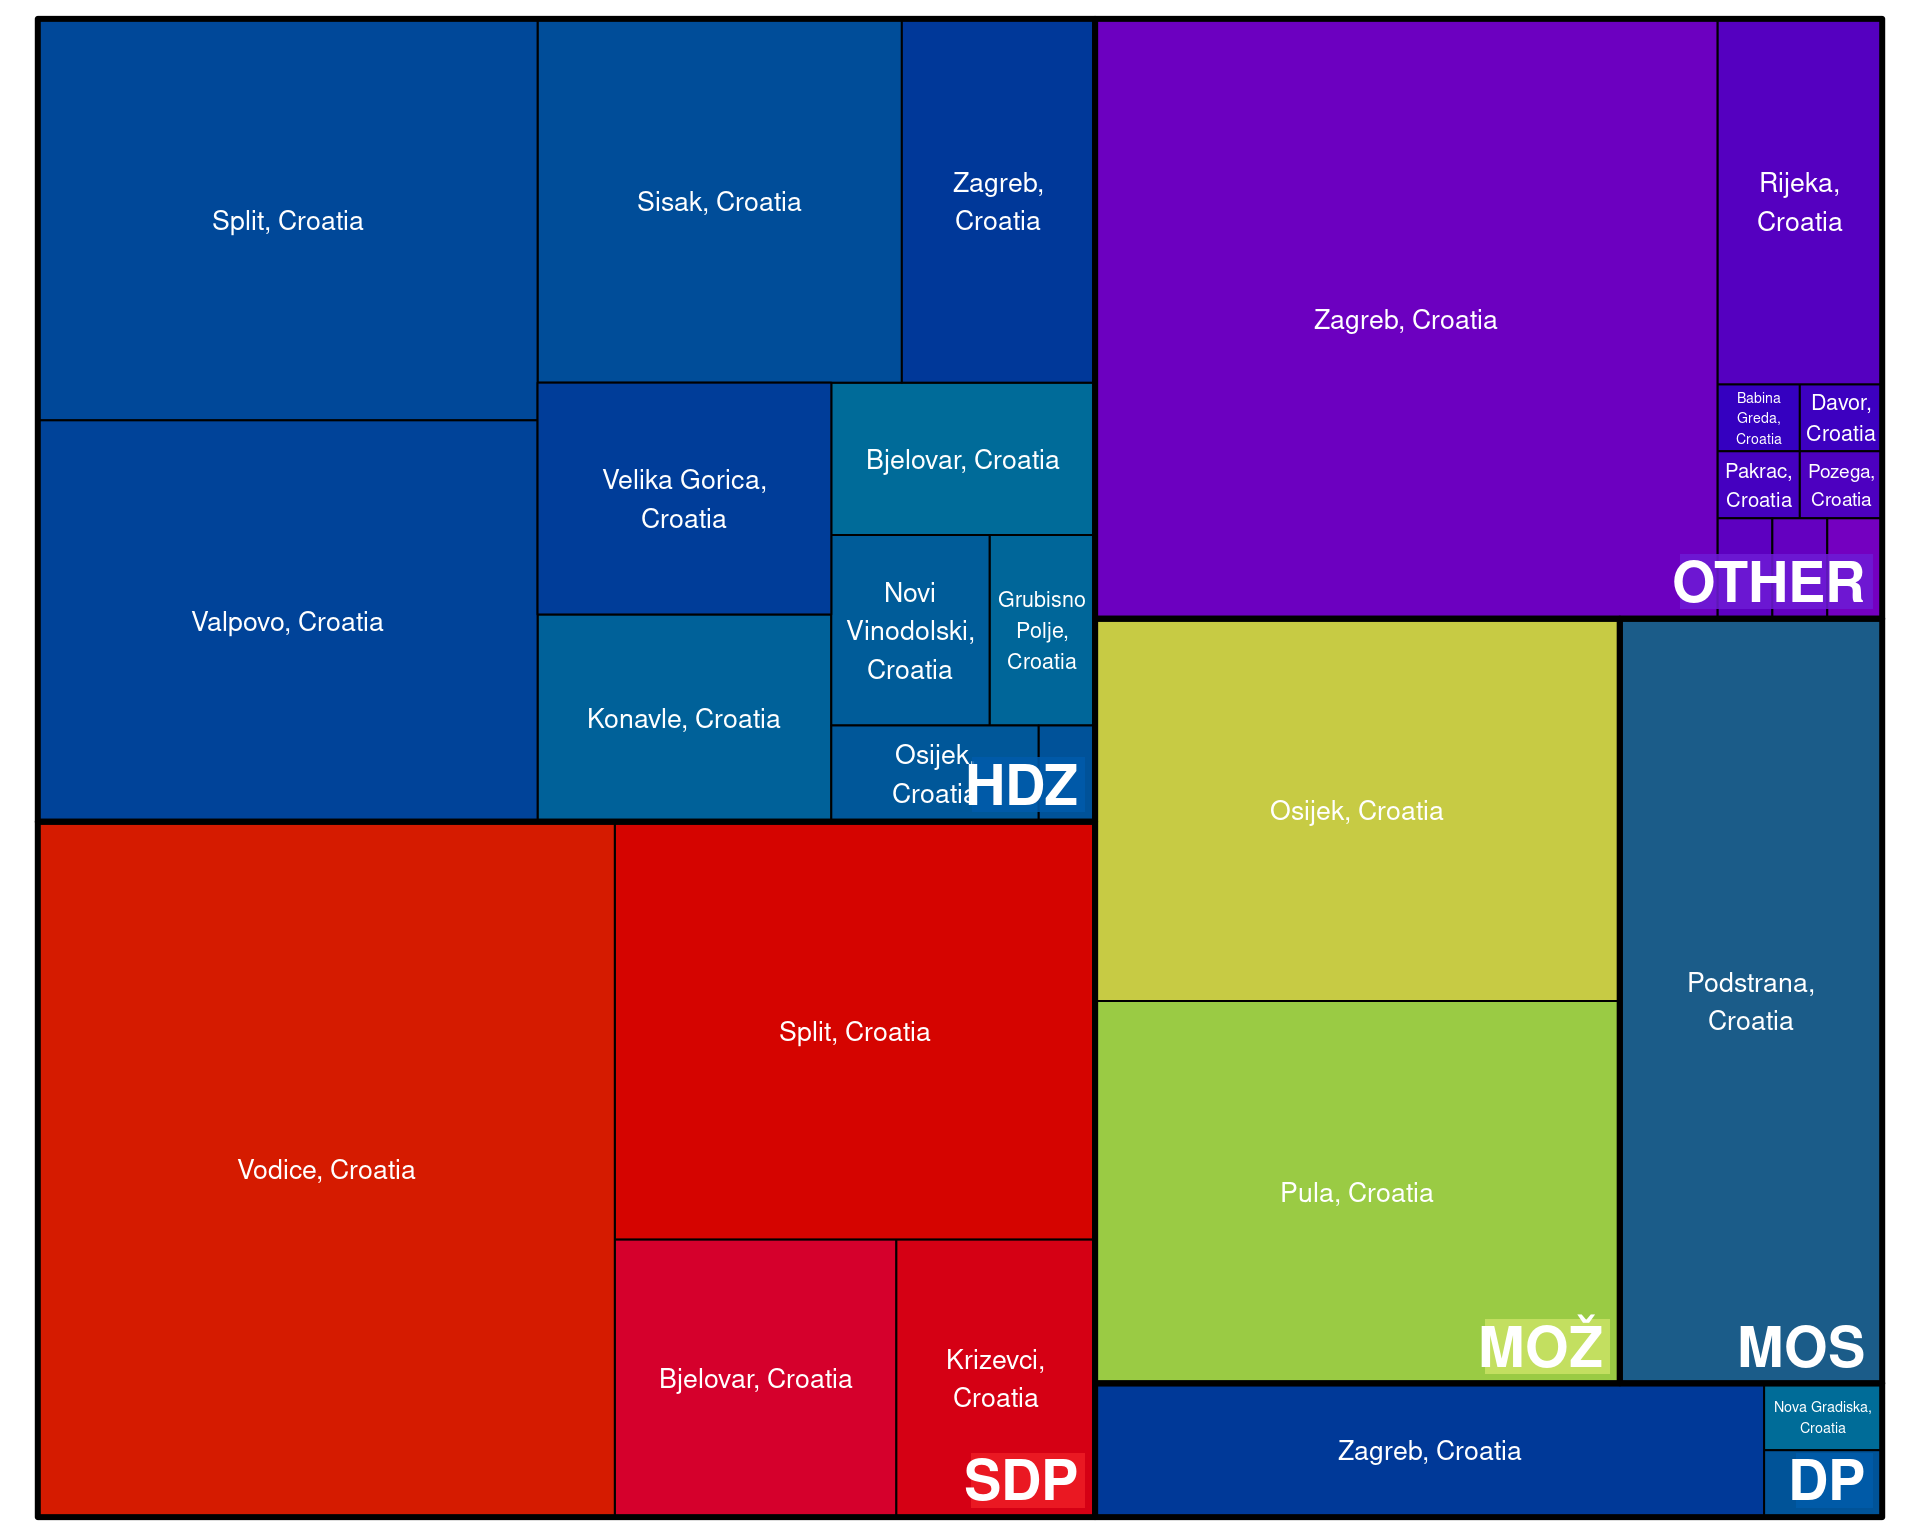 Split, Croatia
Valpovo, Croatia
Sisak, Croatia
Zagreb,
Croatia
Velika Gorica,
Croatia
Konavle, Croatia
Bjelovar, Croatia
Novi
Vinodolski,
Croatia
Grubisno
Polje,
Croatia
Osijek,
Croatia
HDZ
Vodice, Croatia
Split, Croatia
Bjelovar, Croatia
Krizevci,
Croatia
SDP
Zagreb, Croatia
Rijeka,
Croatia
Babina
Greda,
Croatia
Davor,
Croatia
Pakrac,
Croatia
Pozega,
Croatia
OTHER
Osijek, Croatia
Pula, Croatia
MOŽ
Podstrana,
Croatia
MOS
Zagreb, Croatia
Nova Gradiska,
Croatia
DP